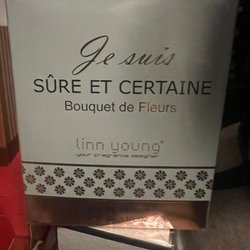 Je suis
SÛRE ET CERTAINE
Bouquet de Fleurs
linn young®
your fragrance designer